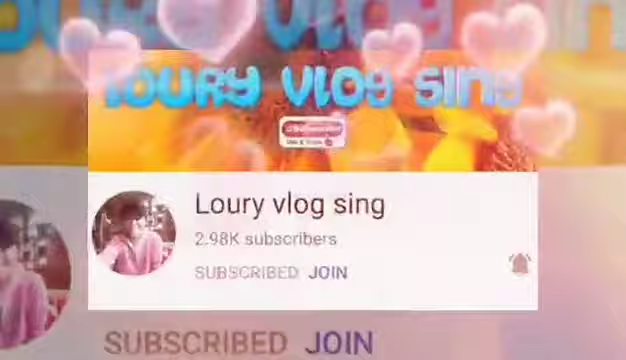 LOURY VLOG SING
Loury vlog sing
2.98K subscribers
SUBSCRIBED JOIN
SUBSCRIBED JOIN